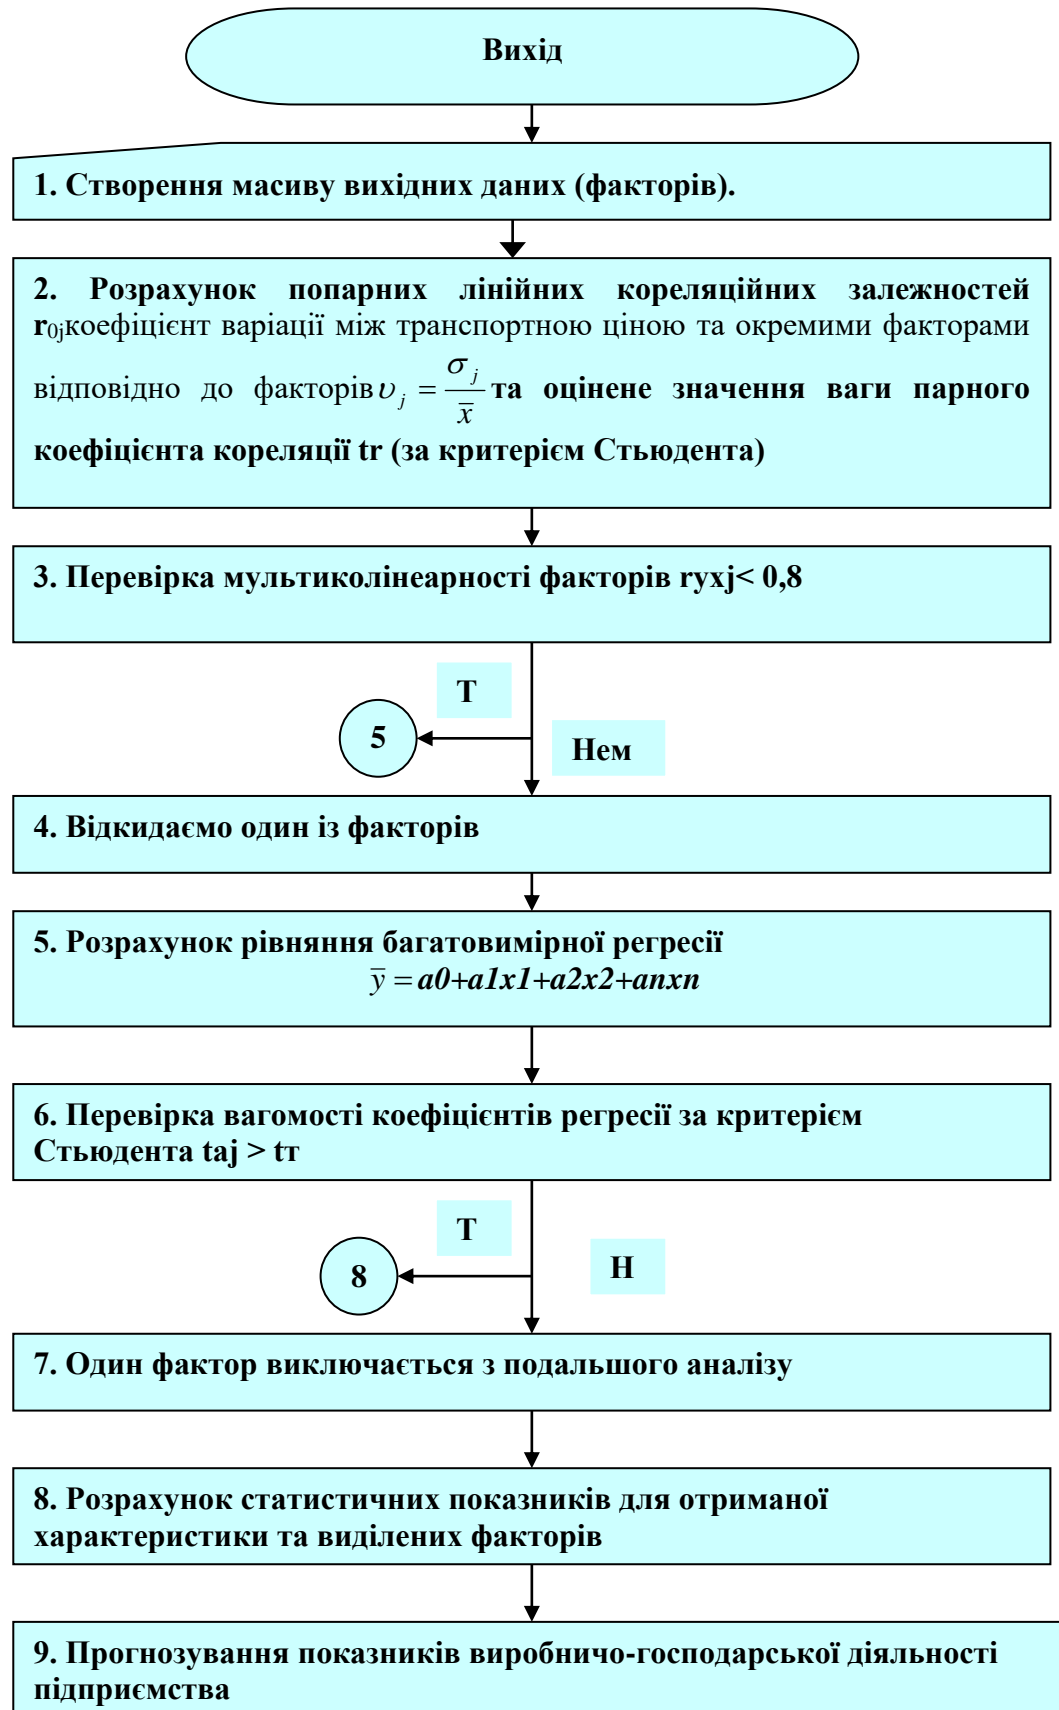 Вихід
1. Створення масиву вихідних даних (факторів).
2. Розрахунок попарних лінійних кореляційних залежностей
r0jкоефіцієнт варіації між транспортною ціною та окремими факторами
відповідно до факторів υj = σj / x̅ та оцінене значення ваги парного
коефіцієнта кореляції tr (за критерієм Стьюдента)
3. Перевірка мультиколінеарності факторів ryxj< 0,8
Т
5
Нем
4. Відкидаємо один із факторів
5. Розрахунок рівняння багатовимірної регресії
y̅ = a0+a1x1+a2x2+anxn
6. Перевірка вагомості коефіцієнтів регресії за критерієм
Стьюдента taj > tт
Т
8
Н
7. Один фактор виключається з подальшого аналізу
8. Розрахунок статистичних показників для отриманої
характеристики та виділених факторів
9. Прогнозування показників виробничо-господарської діяльності
підприємства